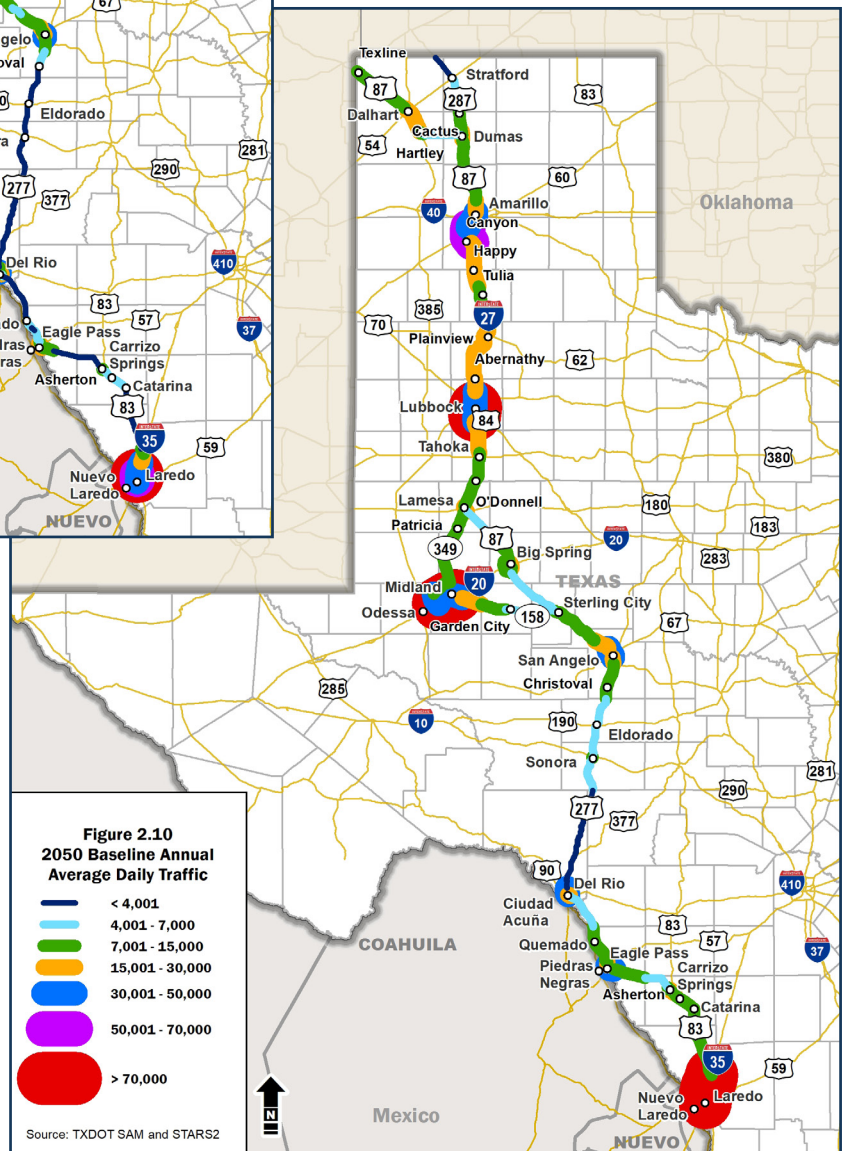 67
gelo
oval
Eldorado
281
290
277
377
Del Rio
410
83
57
37
Eagle Pass
Carrizo
Springs
ras
Asherton
Catarina
83
35
59
Nuevo
Laredo
Laredo
NUEVO
Texline
Stratford
87
287
83
Dalhart
Cactus
Dumas
54
Hartley
87
60
Amarillo
40
Canyon
Oklahoma
Happy
Tulia
385
27
70
Plainview
Abernathy
62
Lubbock
84
Tahoka
380
Lamesa
O'Donnell
180
Patricia
87
20
183
349
Big Spring
283
Midland
20
TEXAS
Odessa
158
Sterling City
Garden City
67
San Angelo
Christoval
285
10
190
Eldorado
Sonora
281
290
277
377
90
Del Rio
410
Ciudad
Acuña
83
57
37
COAHUILA
Quemado
Eagle Pass
Piedras
Negras
Carrizo
Springs
Asherton
Catarina
83
35
59
Nuevo
Laredo
Laredo
Mexico
NUEVO
Figure 2.10
2050 Baseline Annual
Average Daily Traffic
< 4,001
4,001 - 7,000
7,001 - 15,000
15,001 - 30,000
30,001 - 50,000
50,001 - 70,000
> 70,000
N
Source: TXDOT SAM and STARS2